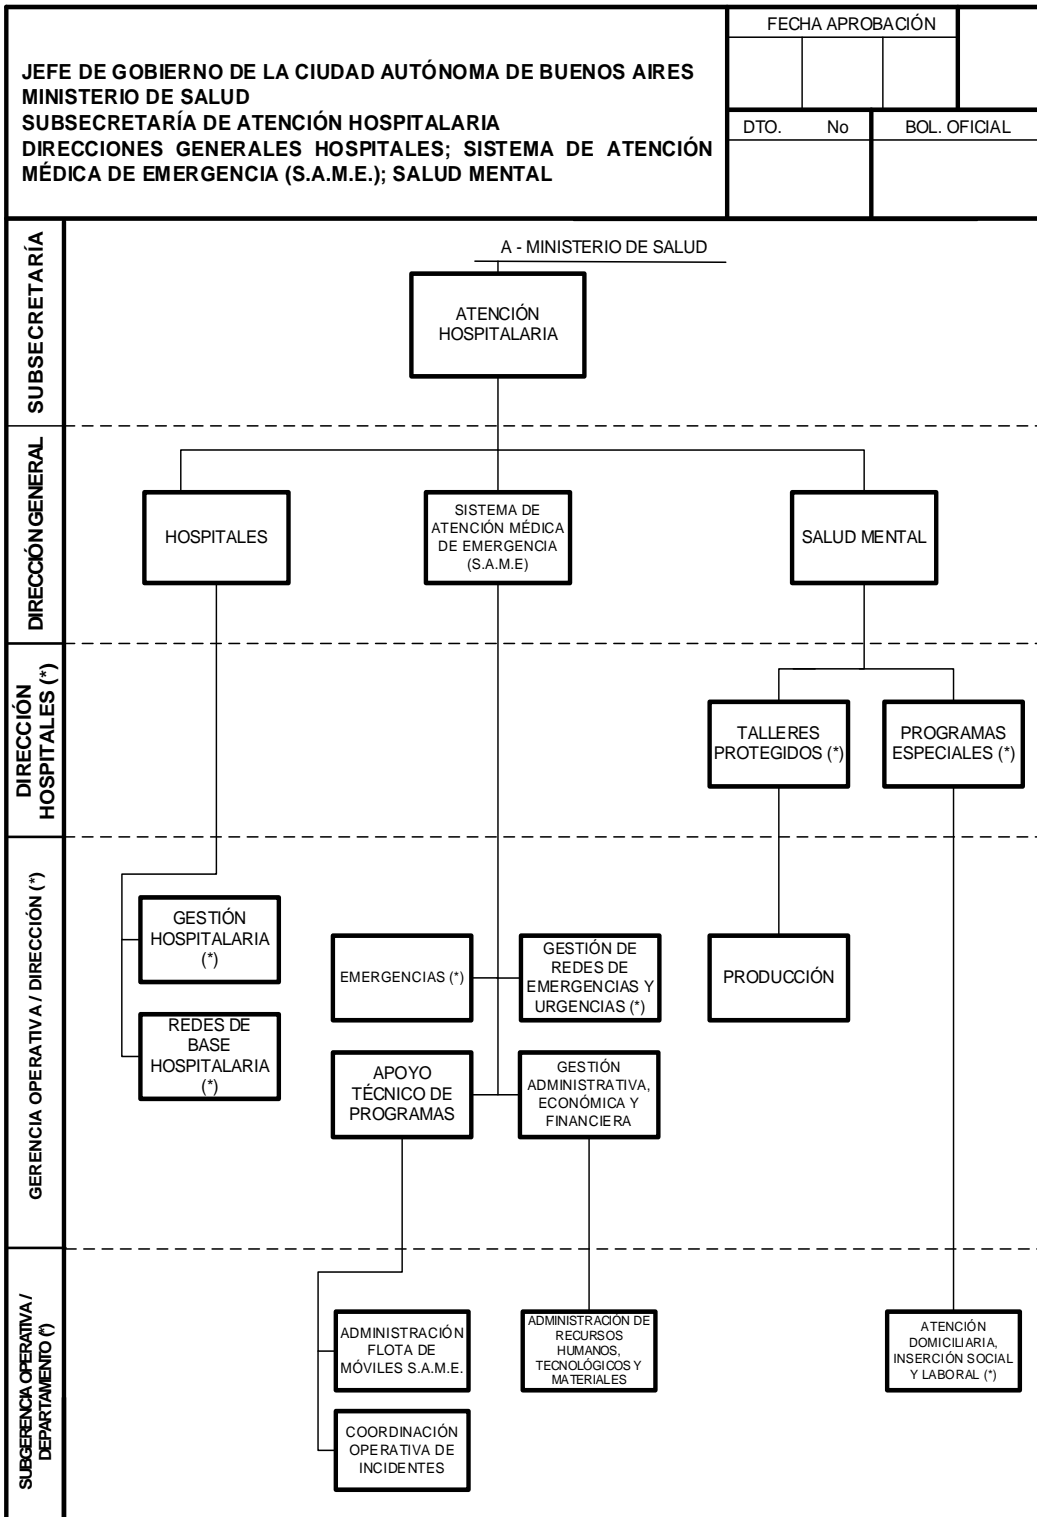 JEFE DE GOBIERNO DE LA CIUDAD AUTÓNOMA DE BUENOS AIRES
MINISTERIO DE SALUD
SUBSECRETARÍA DE ATENCIÓN HOSPITALARIA
DIRECCIONES GENERALES HOSPITALES; SISTEMA DE ATENCIÓN
MÉDICA DE EMERGENCIA (S.A.M.E.); SALUD MENTAL
FECHA APROBACIÓN
DTO. No
BOL. OFICIAL
SUBSECRETARÍA
A - MINISTERIO DE SALUD
ATENCIÓN
HOSPITALARIA
DIRECCIÓN GENERAL
HOSPITALES
SISTEMA DE
ATENCIÓN MÉDICA
DE EMERGENCIA
(S.A.M.E)
SALUD MENTAL
DIRECCIÓN
HOSPITALES (*)
TALLERES
PROTEGIDOS (*)
PROGRAMAS
ESPECIALES (*)
GERENCIA OPERATIVA / DIRECCIÓN (*)
GESTIÓN
HOSPITALARIA
(*)
REDES DE
BASE
HOSPITALARIA
(*)
EMERGENCIAS (*)
GESTIÓN DE
REDES DE
EMERGENCIAS Y
URGENCIAS (*)
PRODUCCIÓN
APOYO
TÉCNICO DE
PROGRAMAS
GESTIÓN
ADMINISTRATIVA,
ECONÓMICA Y
FINANCIERA
SUBGERENCIA OPERATIVA /
DEPARTAMENTO (*)
ADMINISTRACIÓN
FLOTA DE
MÓVILES S.A.M.E.
ADMINISTRACIÓN DE
RECURSOS
HUMANOS,
TECNOLÓGICOS Y
MATERIALES
ATENCIÓN
DOMICILIARIA,
INSERCIÓN SOCIAL
Y LABORAL (*)
COORDINACIÓN
OPERATIVA DE
INCIDENTES